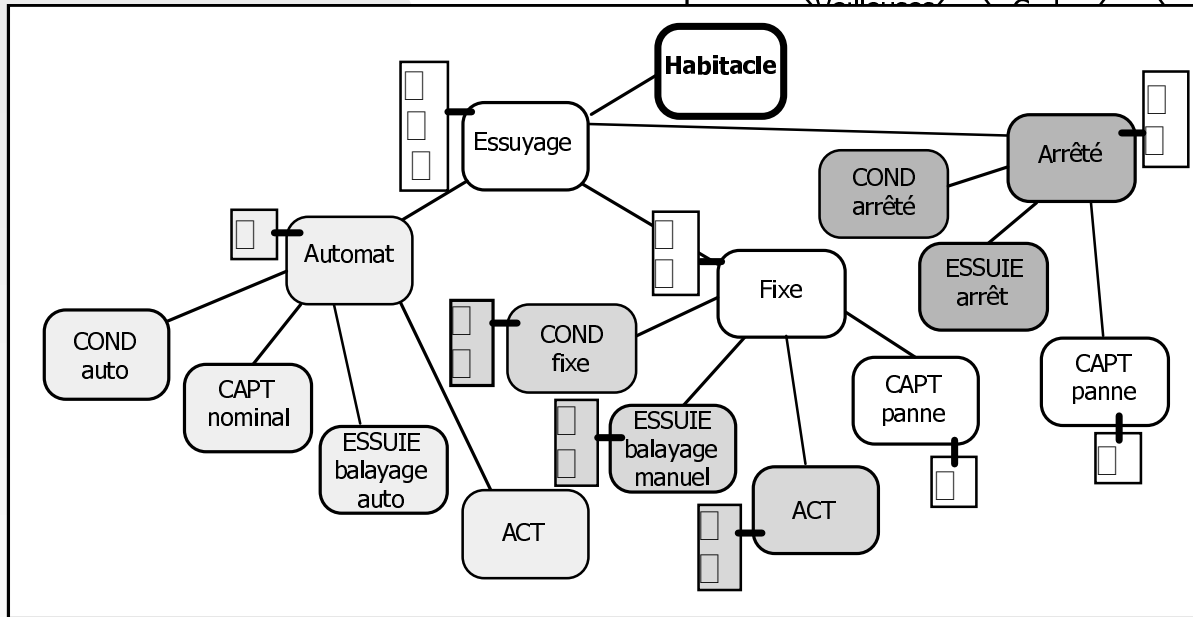 Habitacle
Essuyage
Arrêté
COND
arrêté
ESSUIE
arrêt
Automat
Fixe
COND
auto
CAPT
nominal
ESSUIE
balayage
auto
ACT
COND
fixe
ESSUIE
balayage
manuel
ACT
CAPT
panne
CAPT
panne